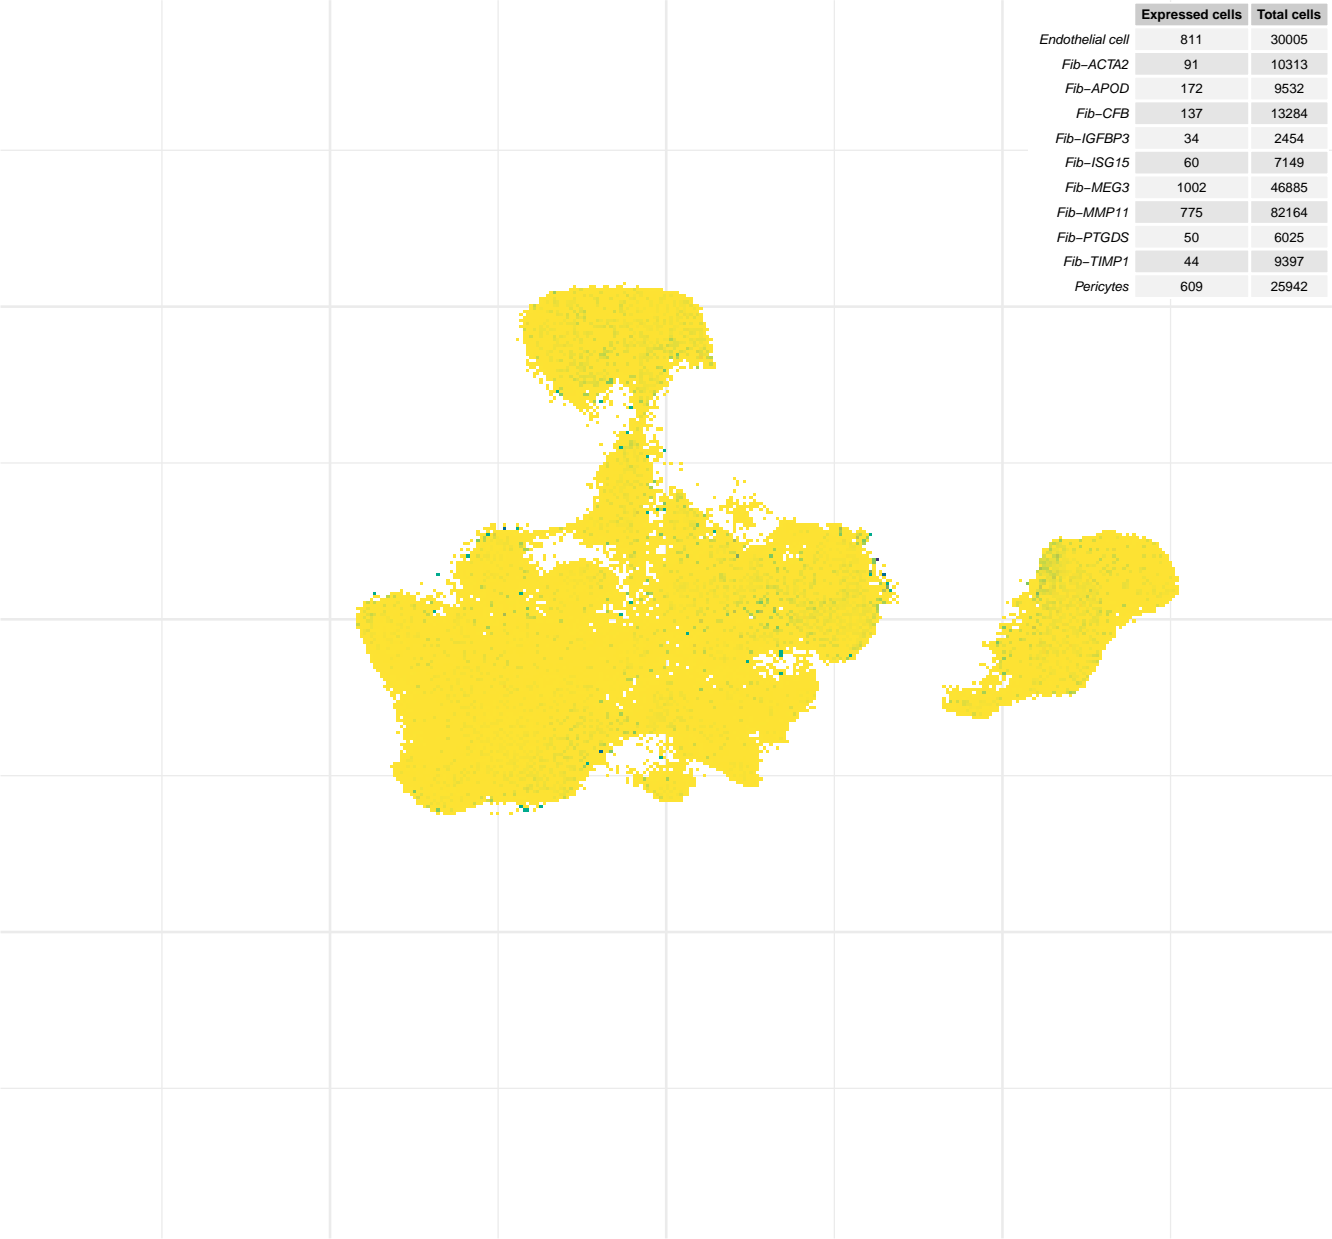 Expressed cells Total cells
Endothelial cell 811 30005
Fib−ACTA2 91 10313
Fib−APOD 172 9532
Fib−CFB 137 13284
Fib−IGFBP3 34 2454
Fib−ISG15 60 7149
Fib−MEG3 1002 46885
Fib−MMP11 775 82164
Fib−PTGDS 50 6025
Fib−TIMP1 44 9397
Pericytes 609 25942